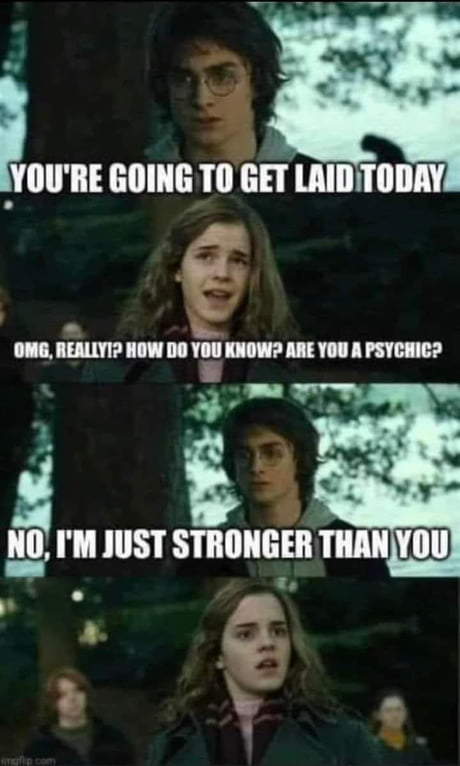 YOU'RE GOING TO GET LAID TODAY
OMG, REALLY!? HOW DO YOU KNOW? ARE YOU A PSYCHIC?
NO, I'M JUST STRONGER THAN YOU
imgflip.com